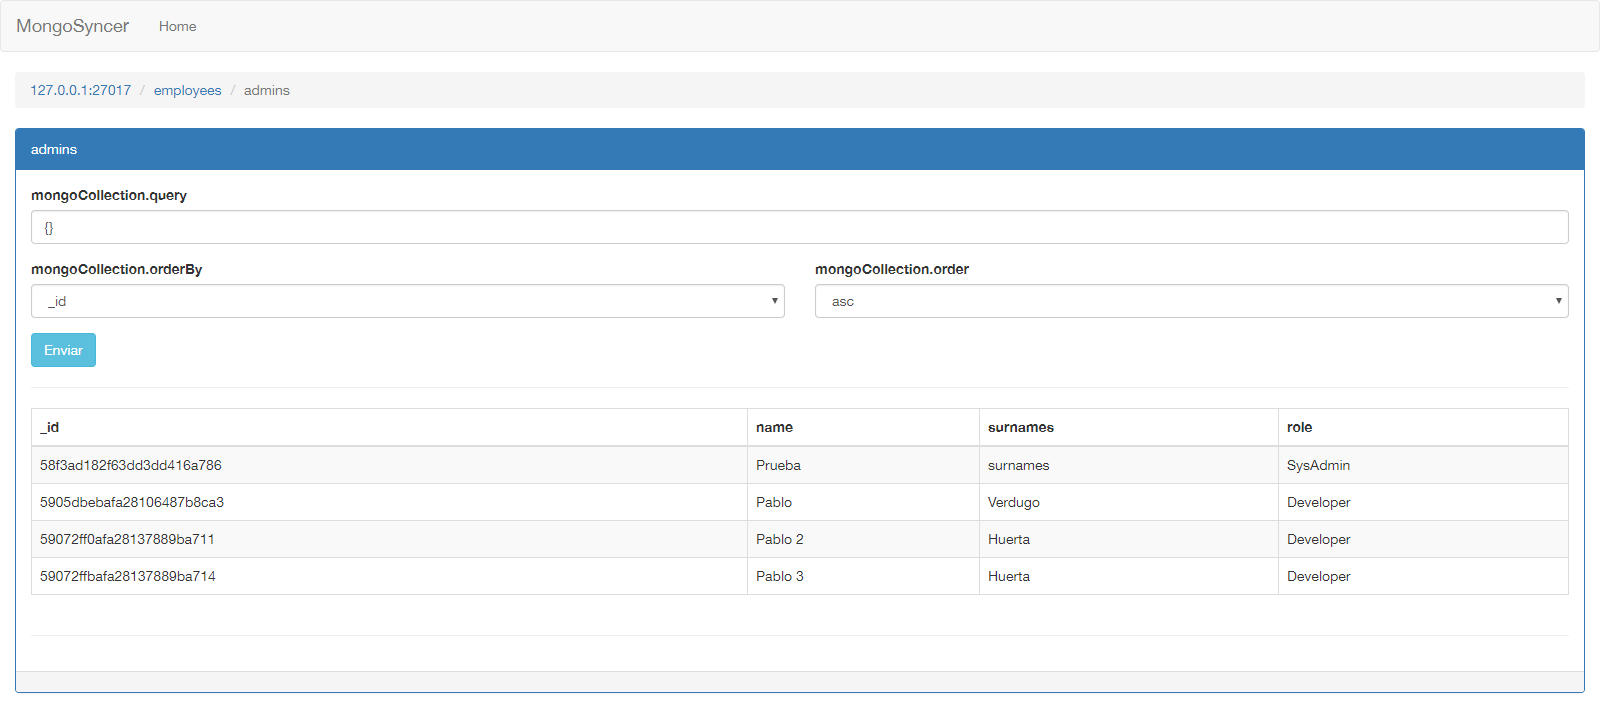 MongoSyncer Home
127.0.0.1:27017 / employees / admins
admins
mongoCollection.query
{}
mongoCollection.orderBy mongoCollection.order
_id asc
Enviar
_id name surnames role
58f3ad182f63dd3dd416a786 Prueba surnames SysAdmin
5905dbebafa28106487b8ca3 Pablo Verdugo Developer
59072ff0afa28137889ba711 Pablo 2 Huerta Developer
59072ffbafa28137889ba714 Pablo 3 Huerta Developer